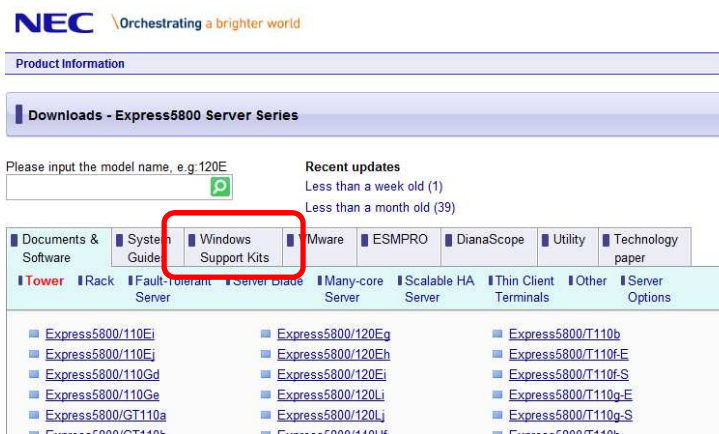 NEC \Orchestrating a brighter world
Product Information
Downloads - Express5800 Server Series
Please input the model name, e.g:120E
Recent updates
Less than a week old (1)
Less than a month old (39)
Documents & Software
System Guides
Windows Support Kits
VMware
ESMPRO
DianaScope
Utility
Technology paper
Tower
Rack
Fault-Tolerant Server
Server Blade
Many-core Server
Scalable HA Server
Thin Client Terminals
Other
Server Options
Express5800/110Ei
Express5800/120Eg
Express5800/T110b
Express5800/110Ej
Express5800/120Eh
Express5800/T110f-E
Express5800/110Gd
Express5800/120Ei
Express5800/T110f-S
Express5800/110Ge
Express5800/120Li
Express5800/T110g-E
Express5800/GT110a
Express5800/120Lj
Express5800/T110g-S